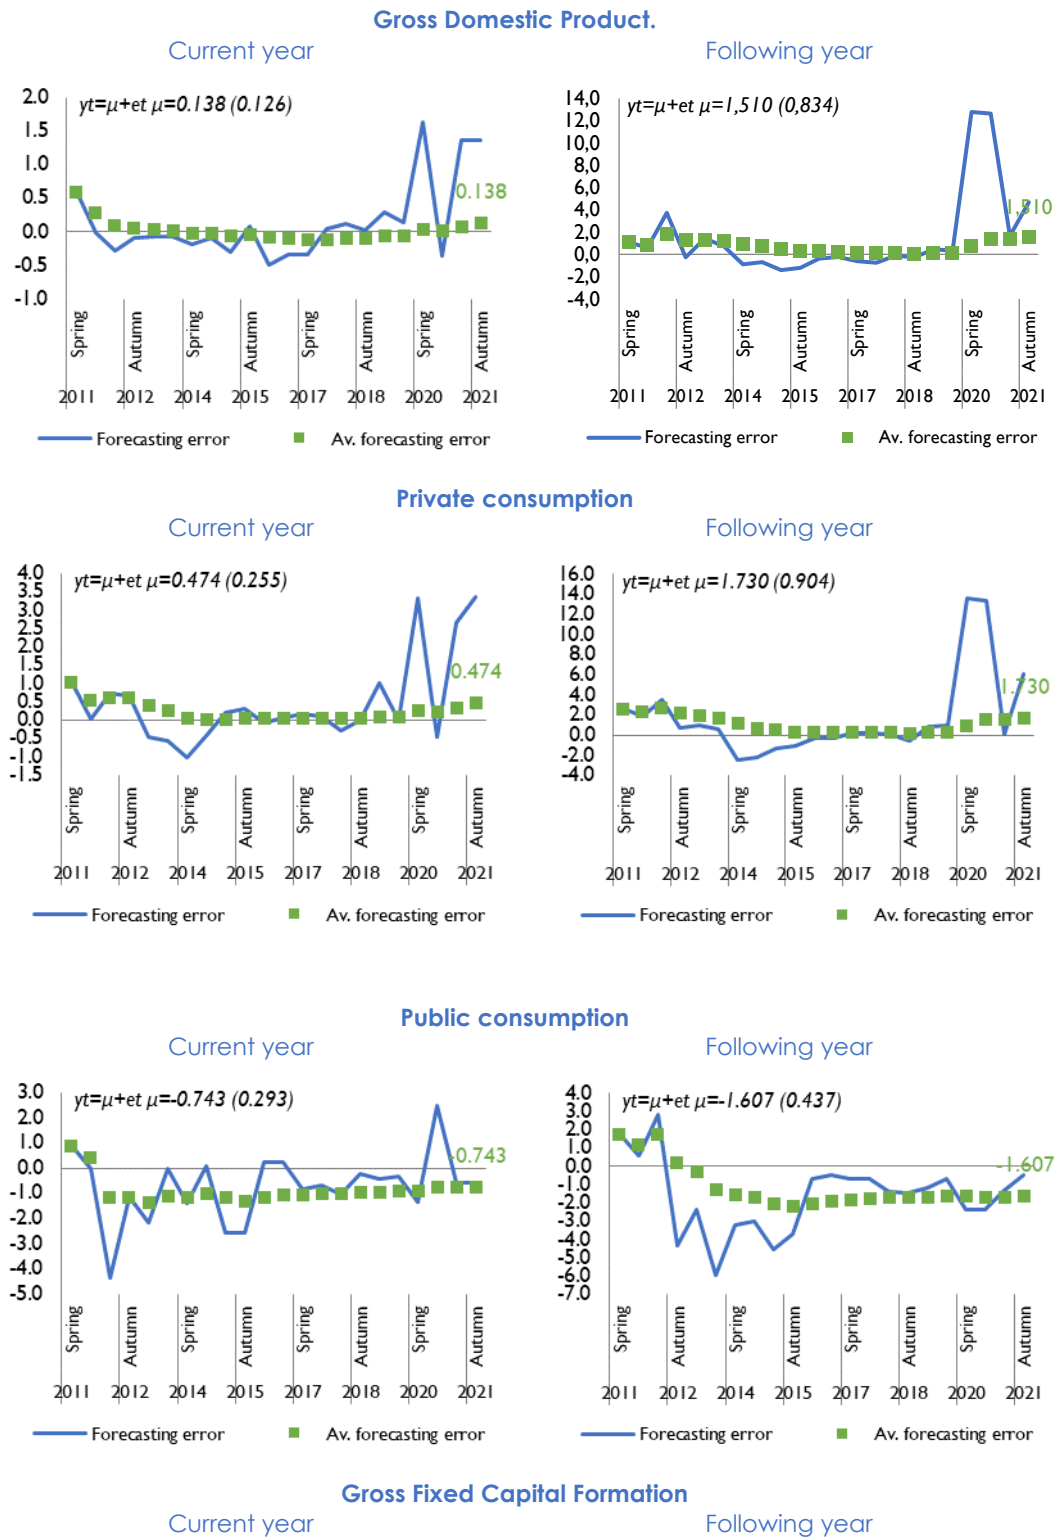 Gross Domestic Product.
Current year
Following year
yt=μ+et μ=0.138 (0.126)
2.0
1.5
1.0
0.5
0.0
-0.5
-1.0
0.138
Spring
Autumn
Spring
Autumn
Spring
Autumn
Spring
Autumn
2011 2012 2014 2015 2017 2018 2020 2021
Forecasting error
Av. forecasting error
yt=μ+et μ=1,510 (0,834)
14,0
12,0
10,0
8,0
6,0
4,0
2,0
0,0
-2,0
-4,0
1,510
Spring
Autumn
Spring
Autumn
Spring
Autumn
Spring
Autumn
2011 2012 2014 2015 2017 2018 2020 2021
Forecasting error
Av. forecasting error
Private consumption
Current year
Following year
yt=μ+et μ=0.474 (0.255)
4.0
3.5
3.0
2.5
2.0
1.5
1.0
0.5
0.0
-0.5
-1.0
-1.5
0.474
Spring
Autumn
Spring
Autumn
Spring
Autumn
Spring
Autumn
2011 2012 2014 2015 2017 2018 2020 2021
Forecasting error
Av. forecasting error
yt=μ+et μ=1.730 (0.904)
16.0
14.0
12.0
10.0
8.0
6.0
4.0
2.0
0.0
-2.0
-4.0
1.730
Spring
Autumn
Spring
Autumn
Spring
Autumn
Spring
Autumn
2011 2012 2014 2015 2017 2018 2020 2021
Forecasting error
Av. forecasting error
Public consumption
Current year
Following year
yt=μ+et μ=-0.743 (0.293)
3.0
2.0
1.0
0.0
-1.0
-2.0
-3.0
-4.0
-5.0
-0.743
Spring
Autumn
Spring
Autumn
Spring
Autumn
Spring
Autumn
2011 2012 2014 2015 2017 2018 2020 2021
Forecasting error
Av. forecasting error
yt=μ+et μ=-1.607 (0.437)
4.0
3.0
2.0
1.0
0.0
-1.0
-2.0
-3.0
-4.0
-5.0
-6.0
-7.0
-1.607
Spring
Autumn
Spring
Autumn
Spring
Autumn
Spring
Autumn
2011 2012 2014 2015 2017 2018 2020 2021
Forecasting error
Av. forecasting error
Gross Fixed Capital Formation
Current year
Following year